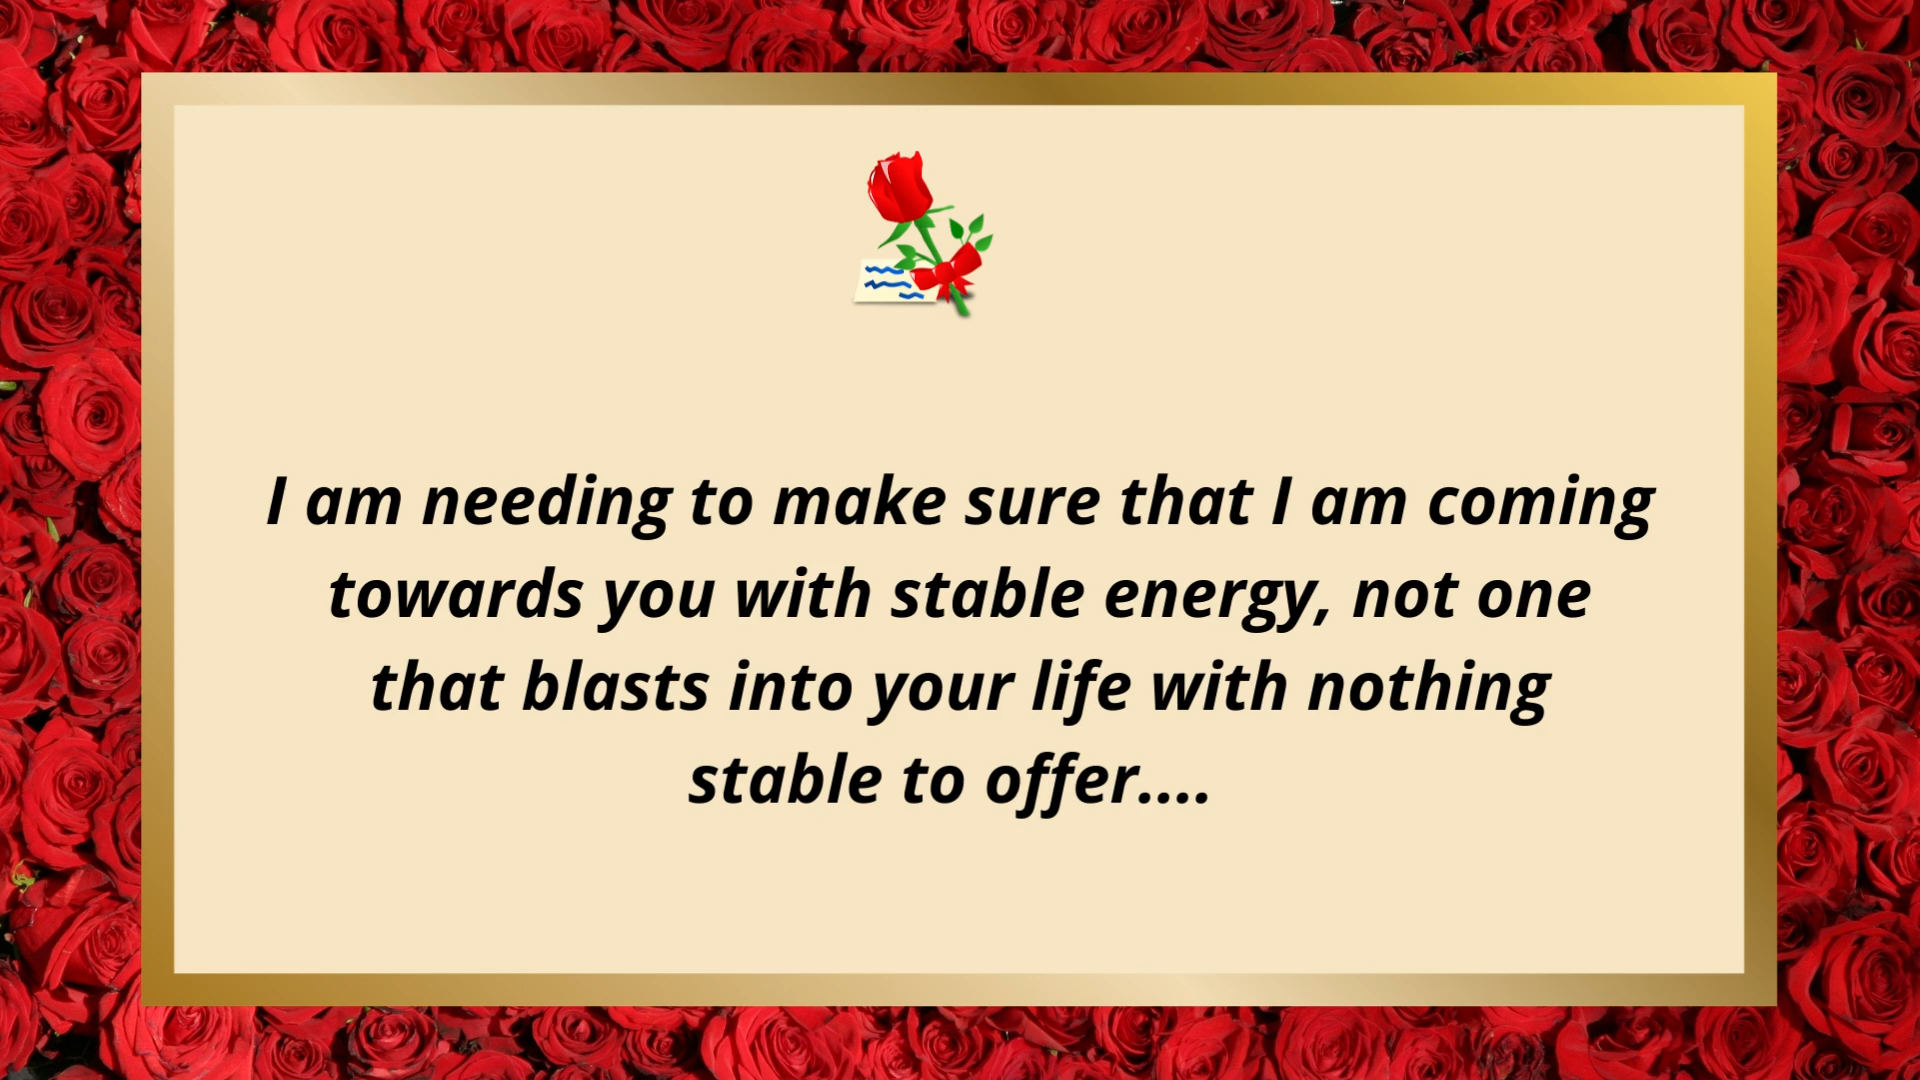 I am needing to make sure that I am coming
towards you with stable energy, not one
that blasts into your life with nothing
stable to offer....